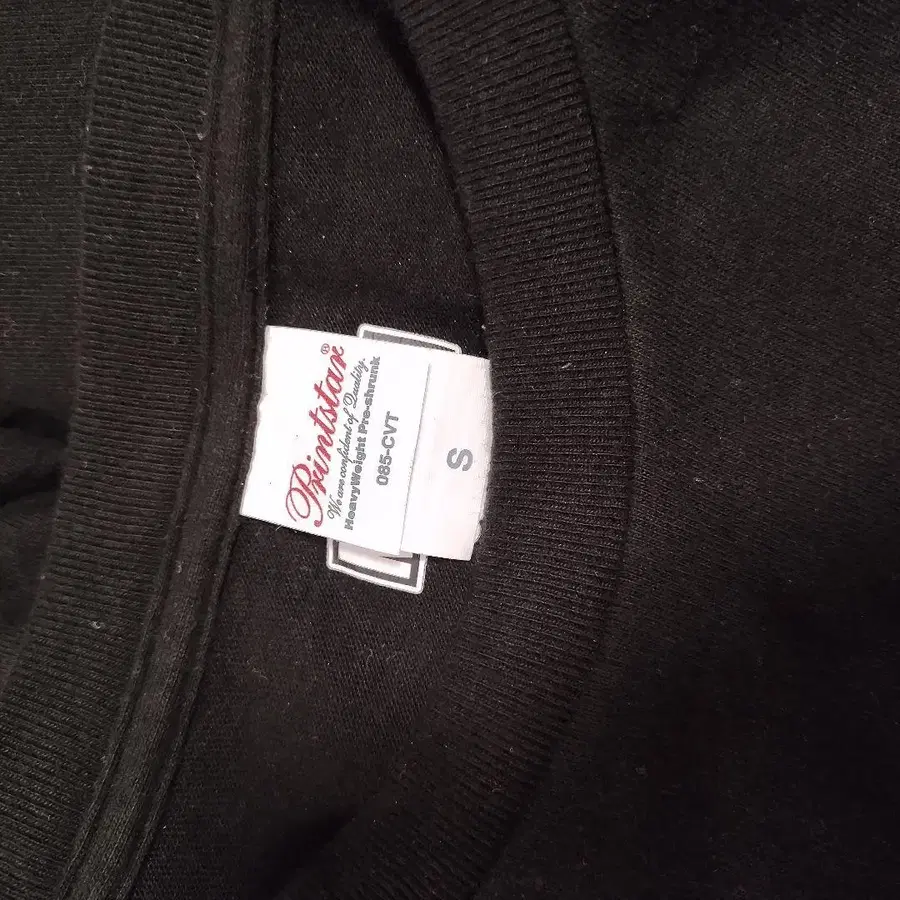 Printstar®
We are confident of Quality.
HeavyWeight Pre-shrunk
085-CVT
S